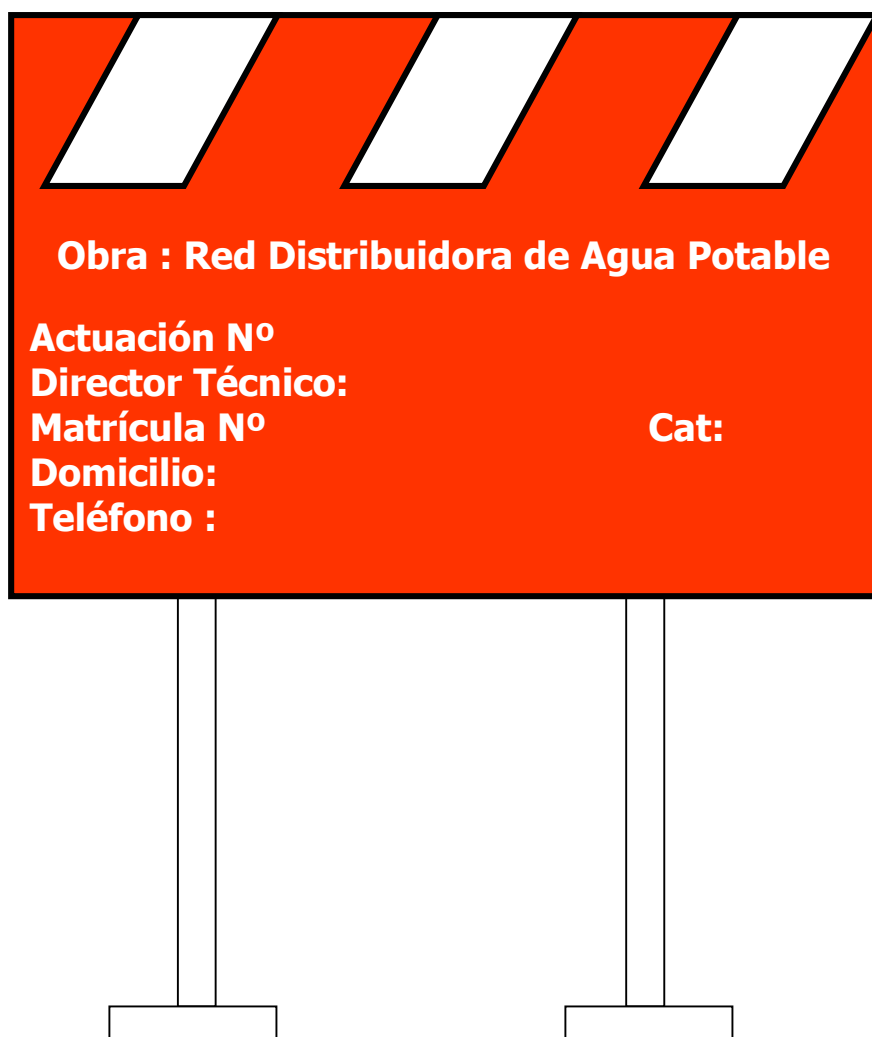 Obra : Red Distribuidora de Agua Potable
Actuación Nº
Director Técnico:
Matrícula Nº Cat:
Domicilio:
Teléfono :